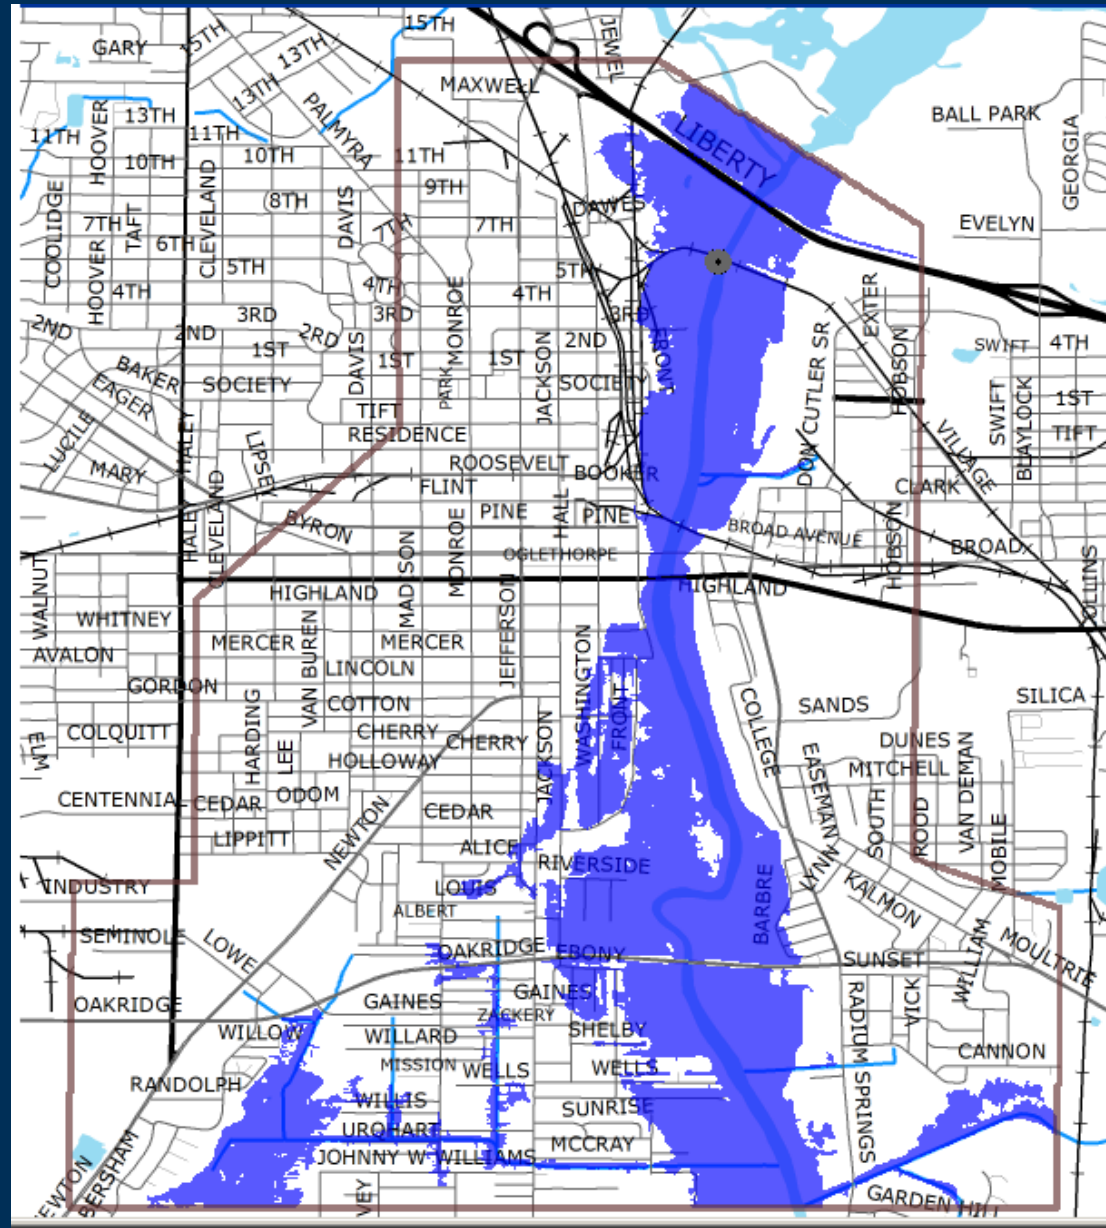 15TH
JEWEL
GARY
15TH
13TH
MAXWELL
13TH
PALMYRA
BALL PARK
HOOVER
13TH
LIBERTY
GEORGIA
11TH
11TH
10TH
10TH
11TH
9TH
COOLIDGE
CLEVELAND
8TH
DAVIS
DAWES
7TH
TAFT
7TH
7TH
EVELYN
6TH
HOOVER
5TH
5TH
4TH
4TH
4TH
EXTER
3RD
3RD
3RD
2ND
2ND
2RD
MONROE
2ND
FRONT
HOBSON
SWIFT
4TH
1ST
DAVIS
1ST
1ST
JACKSON
DON CUTLER SR
BAKER
EAGER
SOCIETY
PARK
SOCIETY
SWIFT
BLAYLOCK
1ST
TIFT
TIFT
LUCILE
HALEY
RESIDENCE
VILLAGE
MARY
LIPSEY
ROOSEVELT
BOOKER
FLINT
CLARK
HALEY
CLEVELAND
BYRON
PINE
HALL
PINE
BROAD AVENUE
HOBSON
MADISON
MONROE
OGLETHORPE
BROAD
WALNUT
HIGHLAND
HIGHLAND
OLLINS
WHITNEY
JEFFERSON
MERCER
VAN BUREN
MERCER
WASHINGTON
AVALON
LINCOLN
GORDON
FRONT
COLLEGE
SILICA
HARDING
COTTON
SANDS
ELM
COLQUITT
CHERRY
CHERRY
JACKSON
DUNES
LEE
HOLLOWAY
EASEMAN
MITCHELL
VAN DEMAN
CENTENNIA
CEDAR
ODOM
CEDAR
SOUTH
ROOD
NEWTON
LIPPITT
ALICE
RIVERSIDE
LYNN
MOBILE
INDUSTRY
LOUIS
BARBRE
KALMON
ALBERT
SEMINOLE
LOWE
OAKRIDGE
EBONY
SUNSET
WILLIAM
MOULTRIE
OAKRIDGE
GAINES
GAINES
VICK
WILLOW
ZACKERY
WILLARD
SHELBY
RADIUM SPRINGS
MISSION
WELLS
WELLS
CANNON
RANDOLPH
WILLIS
SUNRISE
URQHART
MCCRAY
JOHNNY W WILLIAMS
NEWTON
BERSHAM
VEY
GARDEN HILL